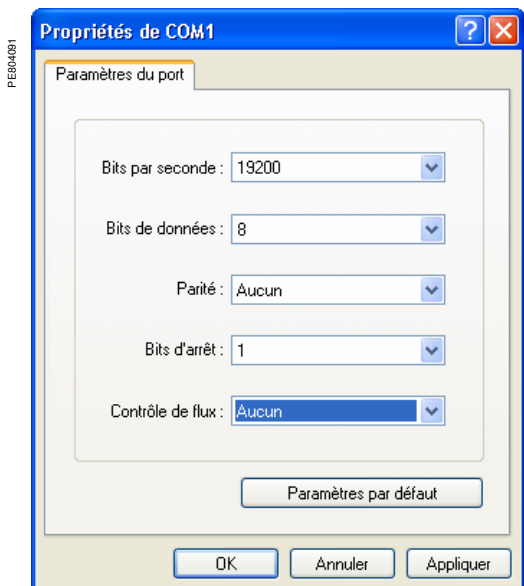 PE804091
Propriétés de COM1
Paramètres du port
Bits par seconde : 19200
Bits de données : 8
Parité : Aucun
Bits d'arrêt : 1
Contrôle de flux : Aucun
Paramètres par défaut
OK Annuler Appliquer